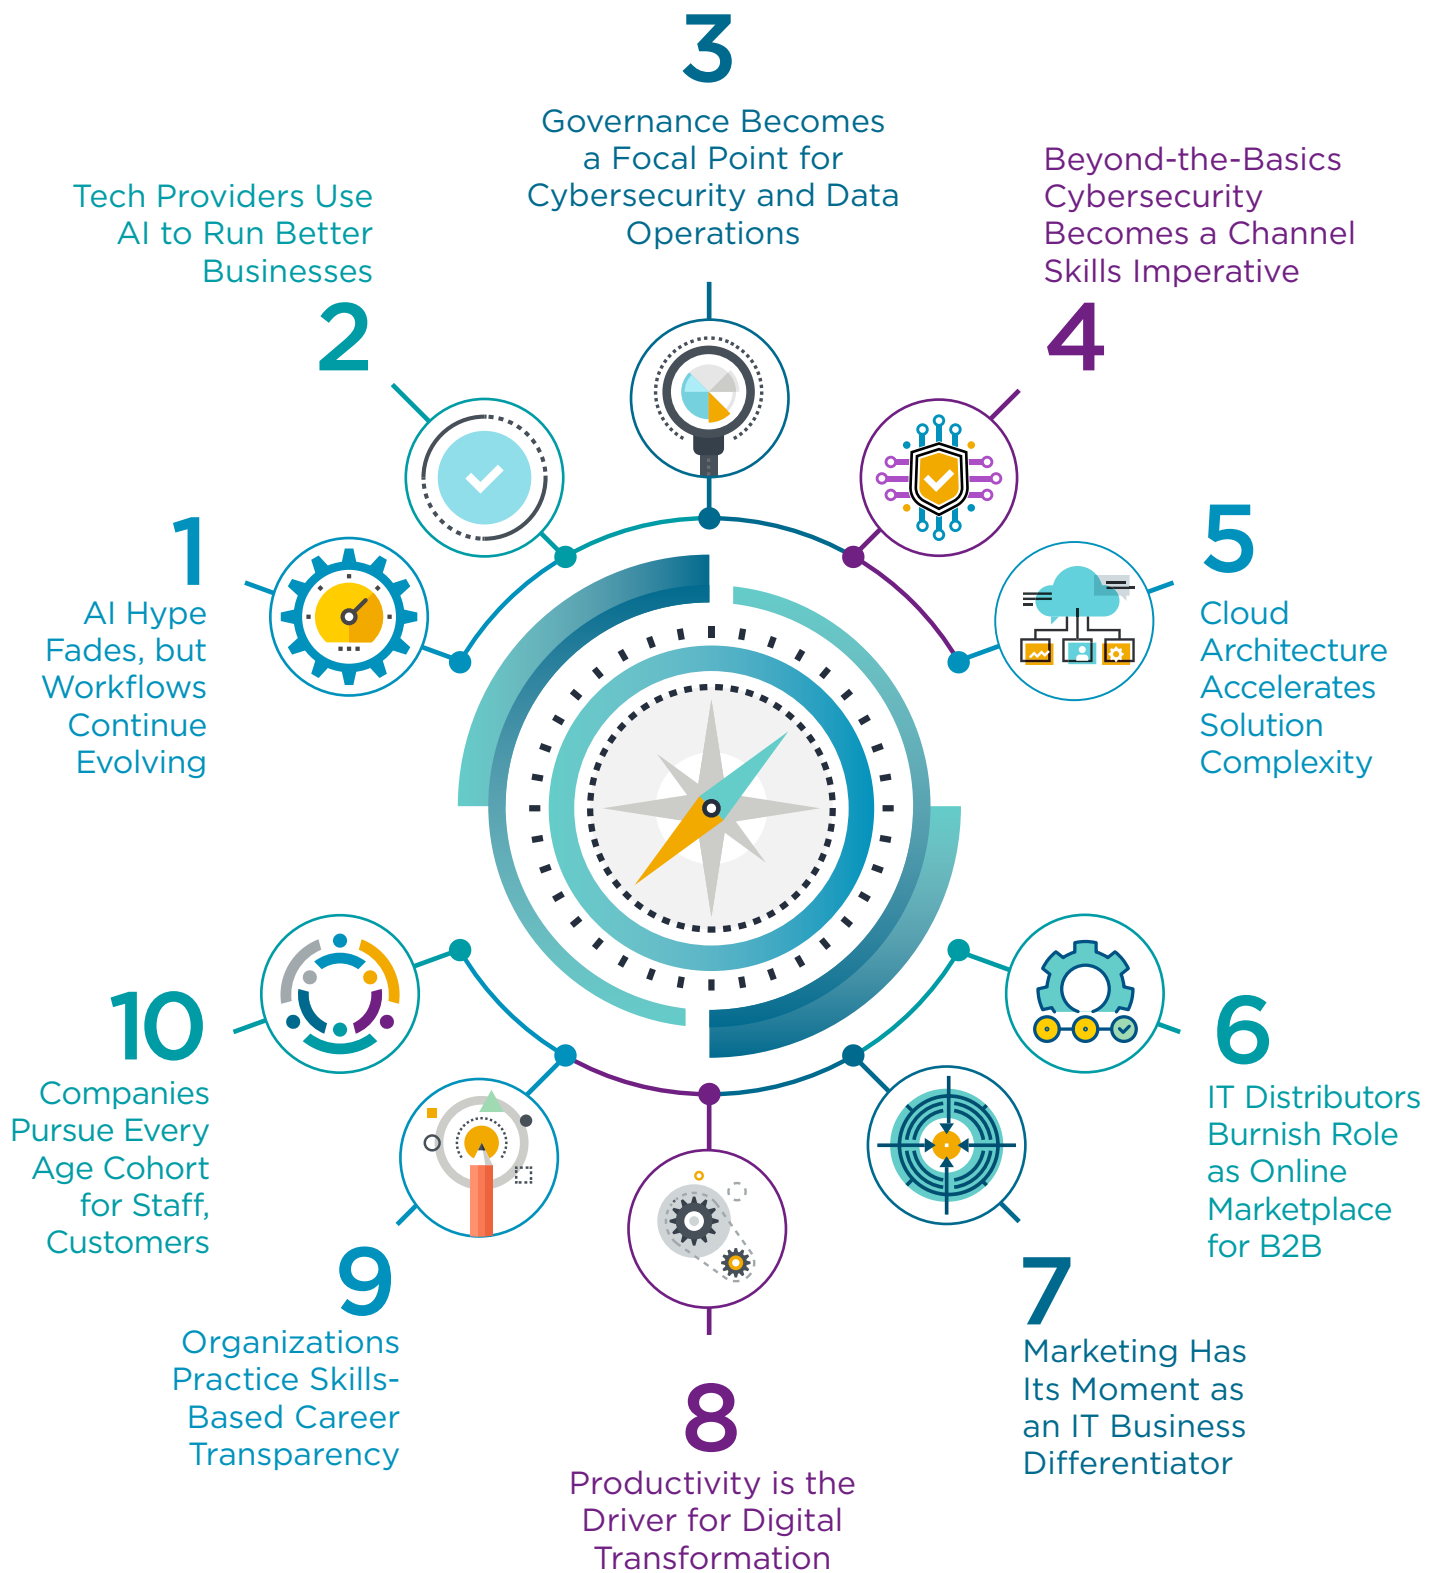 1
AI Hype
Fades, but
Workflows
Continue
Evolving
Tech Providers Use
AI to Run Better
Businesses
2
3
Governance Becomes
a Focal Point for
Cybersecurity and Data
Operations
Beyond-the-Basics
Cybersecurity
Becomes a Channel
Skills Imperative
4
5
Cloud
Architecture
Accelerates
Solution
Complexity
6
IT Distributors
Burnish Role
as Online
Marketplace
for B2B
7
Marketing Has
Its Moment as
an IT Business
Differentiator
8
Productivity is the
Driver for Digital
Transformation
9
Organizations
Practice Skills-
Based Career
Transparency
10
Companies
Pursue Every
Age Cohort
for Staff,
Customers